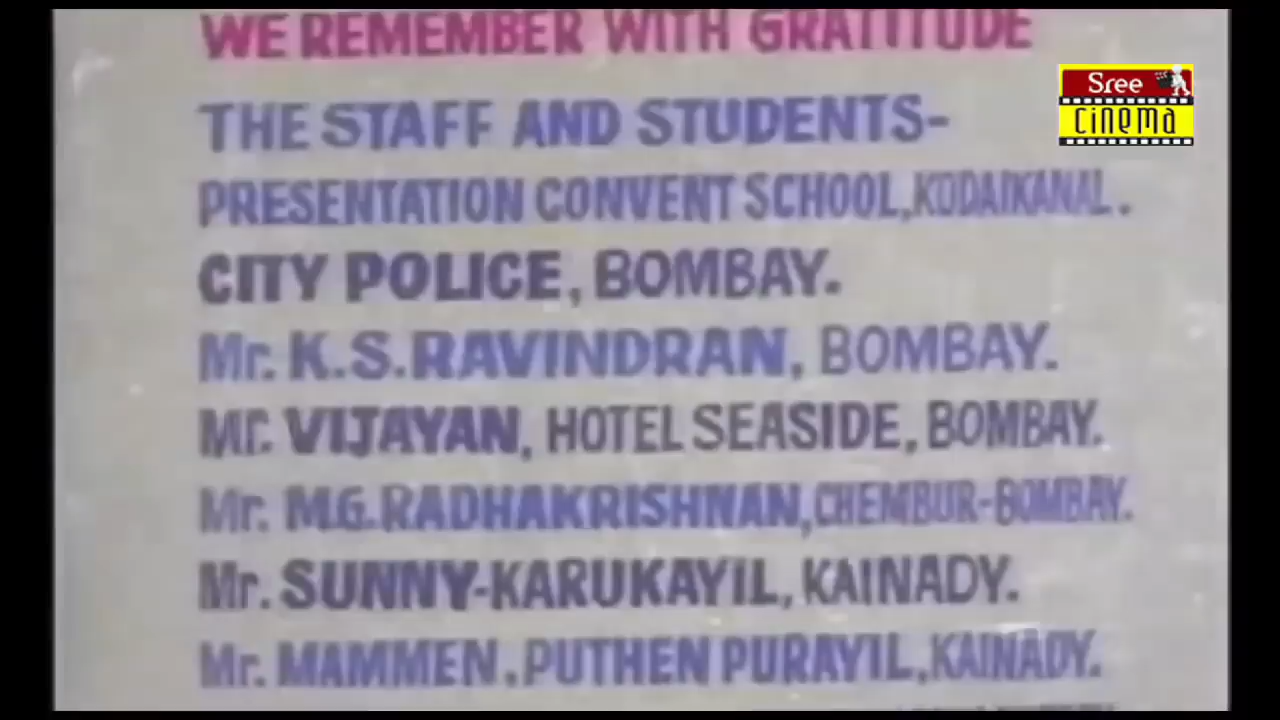 WE REMEMBER WITH GRATITUDE
THE STAFF AND STUDENTS-
PRESENTATION CONVENT SCHOOL, KODAIKANAL.
CITY POLICE, BOMBAY.
Mr. K.S. RAVINDRAN, BOMBAY.
Mr. VIJAYAN, HOTEL SEASIDE, BOMBAY.
Mr. M.G. RADHAKRISHNAN, CHEMBUR-BOMBAY.
Mr. SUNNY-KARUKAYIL, KAINADY.
Mr. MAMMEN, PUTHEN PURAYIL, KAINADY.
Sree
cinema